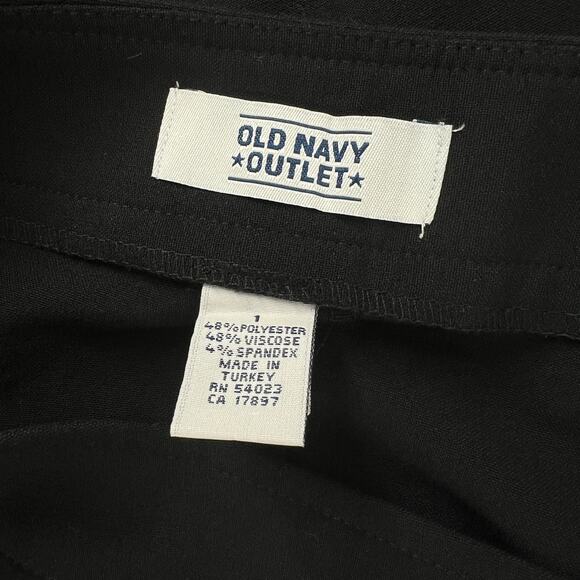 OLD NAVY
★OUTLET★
1
48%POLYESTER
48%VISCOSE
4%SPANDEX
MADE IN
TURKEY
RN 54023
CA 17897